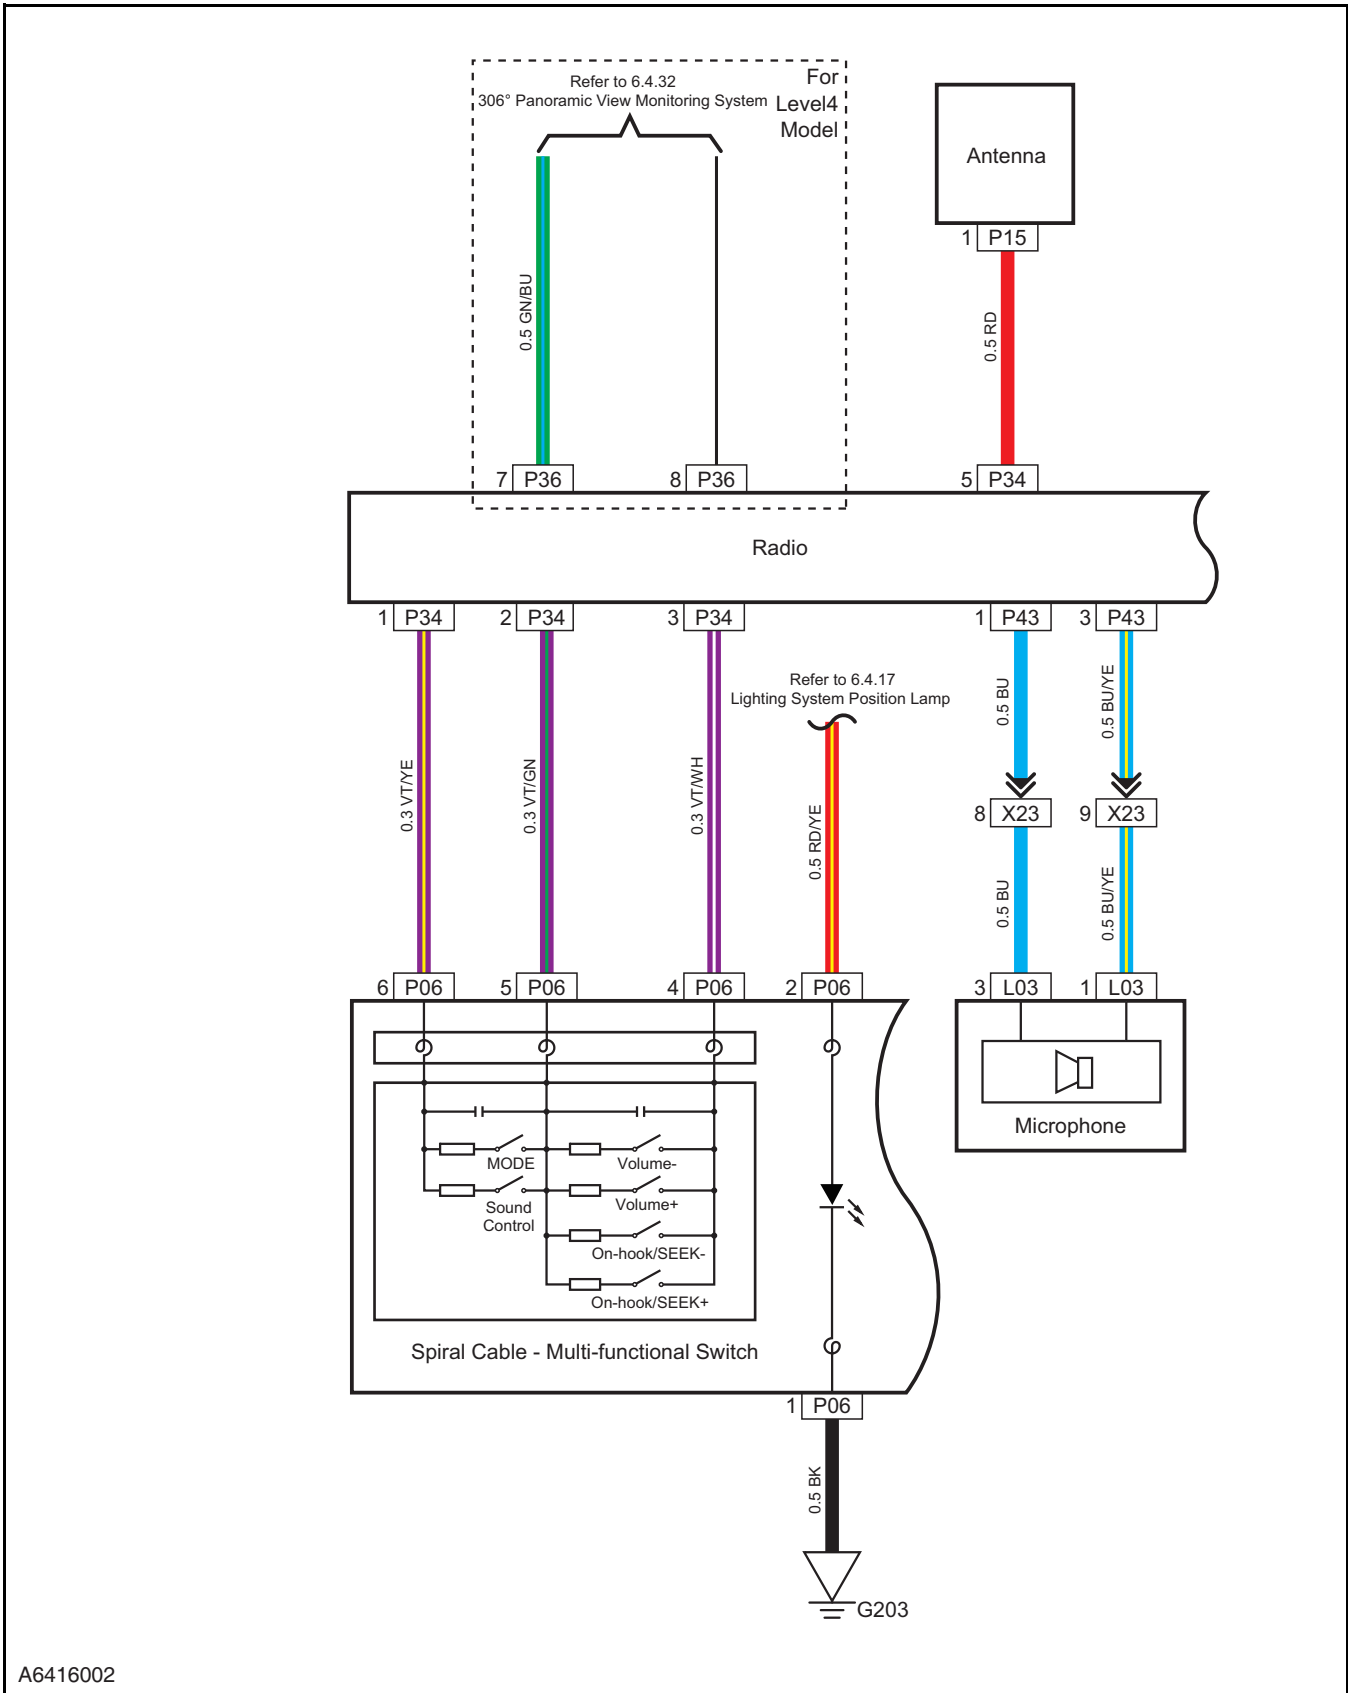 Refer to 6.4.32
306° Panoramic View Monitoring System
For
Level4
Model
Antenna
1 P15
0.5 GN/BU
0.5 RD
7 P36
8 P36
5 P34
Radio
1 P34
2 P34
3 P34
1 P43
3 P43
Refer to 6.4.17
Lighting System Position Lamp
0.3 VT/YE
0.3 VT/GN
0.3 VT/WH
0.5 RD/YE
0.5 BU
0.5 BU/YE
8 X23
9 X23
0.5 BU
0.5 BU/YE
6 P06
5 P06
4 P06
2 P06
3 L03
1 L03
MODE
Volume-
Sound
Control
Volume+
On-hook/SEEK-
On-hook/SEEK+
Microphone
Spiral Cable - Multi-functional Switch
1 P06
0.5 BK
G203
A6416002